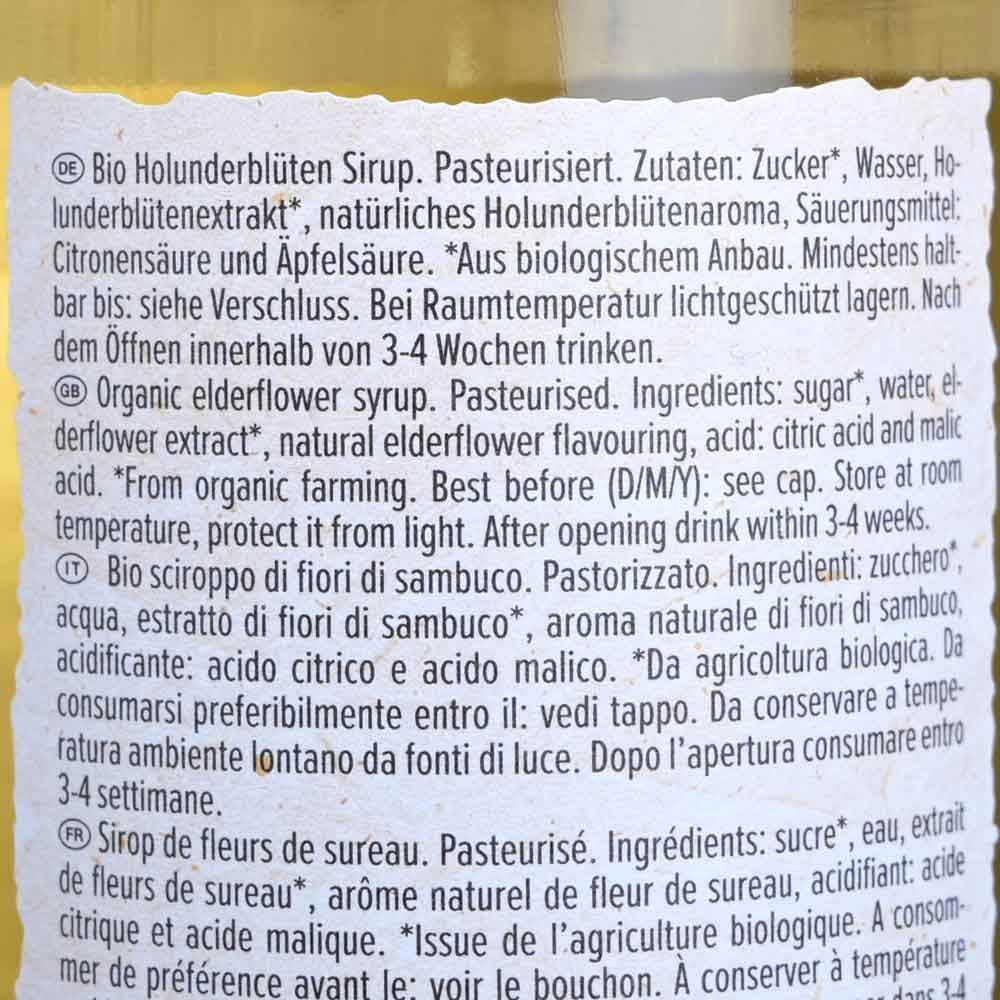 DE Bio Holunderblüten Sirup. Pasteurisiert. Zutaten: Zucker*, Wasser, Ho-
lunderblütenextrakt*, natürliches Holunderblütenaroma, Säuerungsmittel:
Citronensäure und Äpfelsäure. *Aus biologischem Anbau. Mindestens halt-
bar bis: siehe Verschluss. Bei Raumtemperatur lichtgeschützt lagern. Nach
dem Öffnen innerhalb von 3-4 Wochen trinken.
GB Organic elderflower syrup. Pasteurised. Ingredients: sugar*, water, el-
derflower extract*, natural elderflower flavouring, acid: citric acid and malic
acid. *From organic farming. Best before (D/M/Y): see cap. Store at room
temperature, protect it from light. After opening drink within 3-4 weeks.
IT Bio sciroppo di fiori di sambuco. Pastorizzato. Ingredienti: zucchero*,
acqua, estratto di fiori di sambuco*, aroma naturale di fiori di sambuco,
acidificante: acido citrico e acido malico. *Da agricoltura biologica. Da
consumarsi preferibilmente entro il: vedi tappo. Da conservare a tempe-
ratura ambiente lontano da fonti di luce. Dopo l'apertura consumare entro
3-4 settimane.
FR Sirop de fleurs de sureau. Pasteurisé. Ingrédients: sucre*, eau, extrait
de fleurs de sureau*, arôme naturel de fleur de sureau, acidifiant: acide
citrique et acide malique. *Issue de l'agriculture biologique. A consom-
mer de préférence avant le: voir le bouchon. À conserver à température
dans 3-4